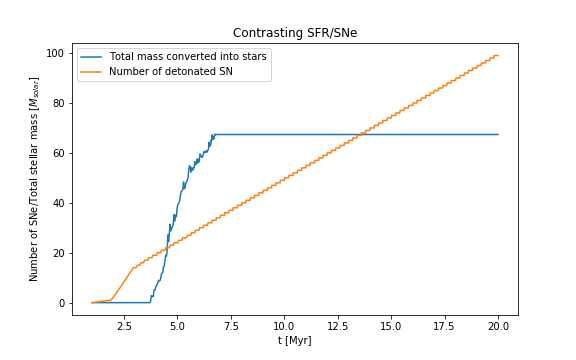 Contrasting SFR/SNe
Total mass converted into stars
Number of detonated SN
Number of SNe/Total stellar mass [M_solar]
100
80
60
40
20
0
2.5 5.0 7.5 10.0 12.5 15.0 17.5 20.0
t [Myr]